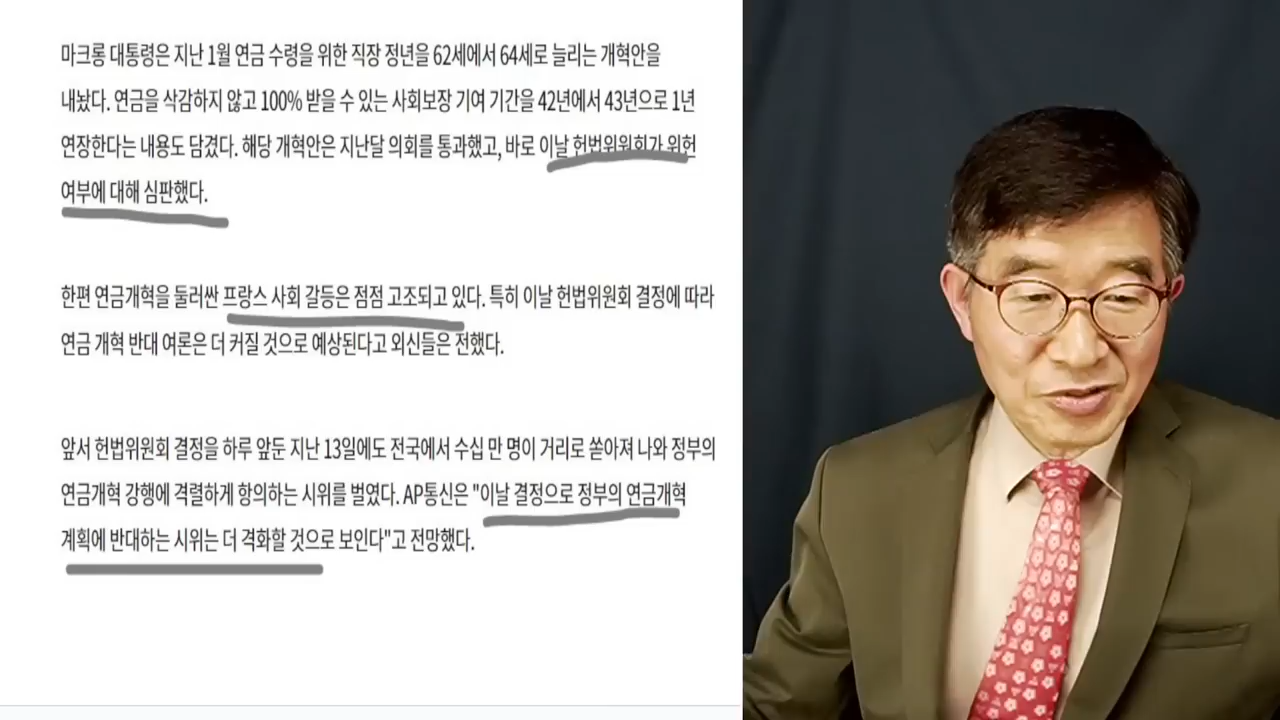 마크롱 대통령은 지난 1월 연금 수령을 위한 직장 정년을 62세에서 64세로 늘리는 개혁안을
내놨다. 연금을 삭감하지 않고 100% 받을 수 있는 사회보장 기여 기간을 42년에서 43년으로 1년
연장한다는 내용도 담겼다. 해당 개혁안은 지난달 의회를 통과했고, 바로 이날 헌법위원회가 위헌
여부에 대해 심판했다.
한편 연금개혁을 둘러싼 프랑스 사회 갈등은 점점 고조되고 있다. 특히 이날 헌법위원회 결정에 따라
연금 개혁 반대 여론은 더 커질 것으로 예상된다고 외신들은 전했다.
앞서 헌법위원회 결정을 하루 앞둔 지난 13일에도 전국에서 수십 만 명이 거리로 쏟아져 나와 정부의
연금개혁 강행에 격렬하게 항의하는 시위를 벌였다. AP통신은 "이날 결정으로 정부의 연금개혁
계획에 반대하는 시위는 더 격화할 것으로 보인다"고 전망했다.